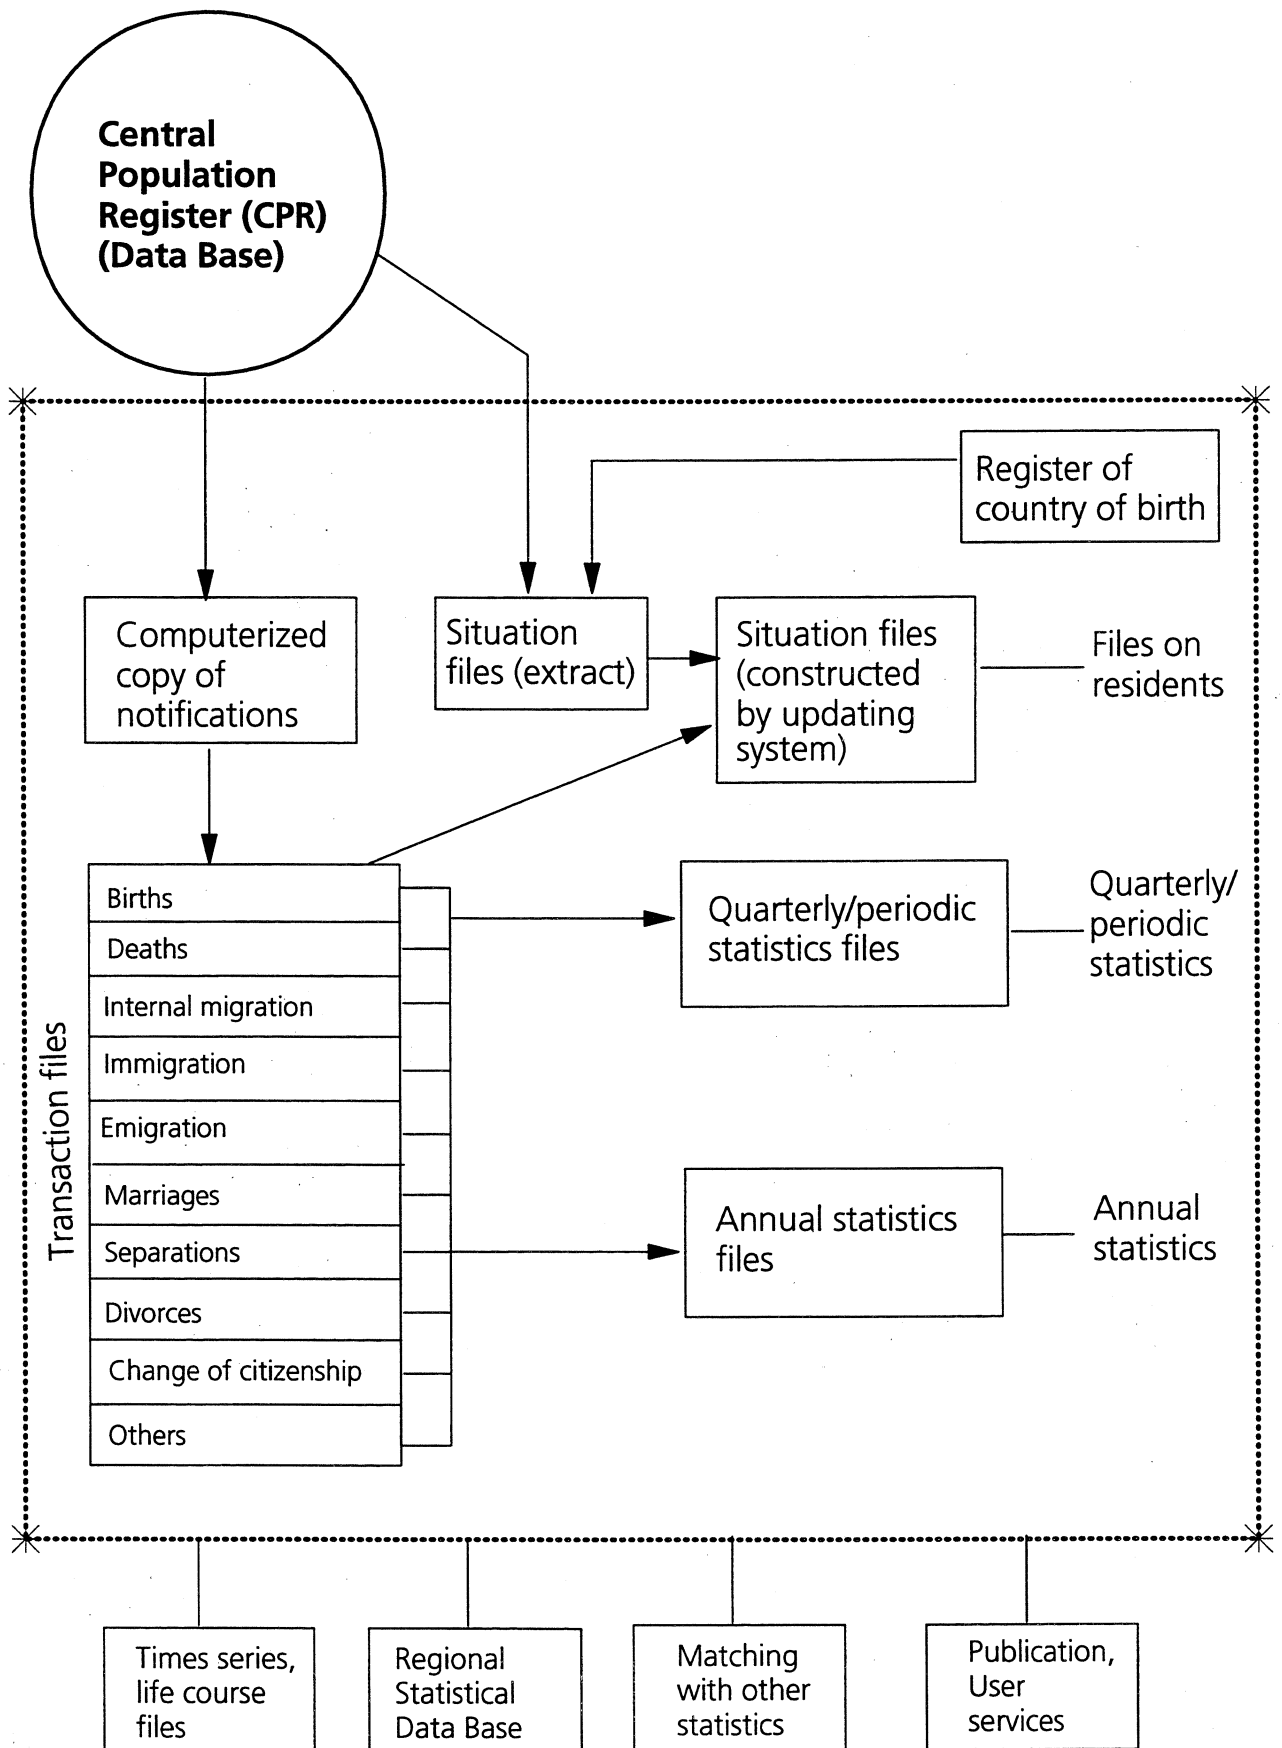 Central
Population
Register (CPR)
(Data Base)
Register of
country of birth
Computerized
copy of
notifications
Situation
files (extract)
Situation files
(constructed
by updating
system)
Files on
residents
Transaction files
Births
Deaths
Internal migration
Immigration
Emigration
Marriages
Separations
Divorces
Change of citizenship
Others
Quarterly/periodic
statistics files
Quarterly/
periodic
statistics
Annual statistics
files
Annual
statistics
Times series,
life course
files
Regional
Statistical
Data Base
Matching
with other
statistics
Publication,
User
services